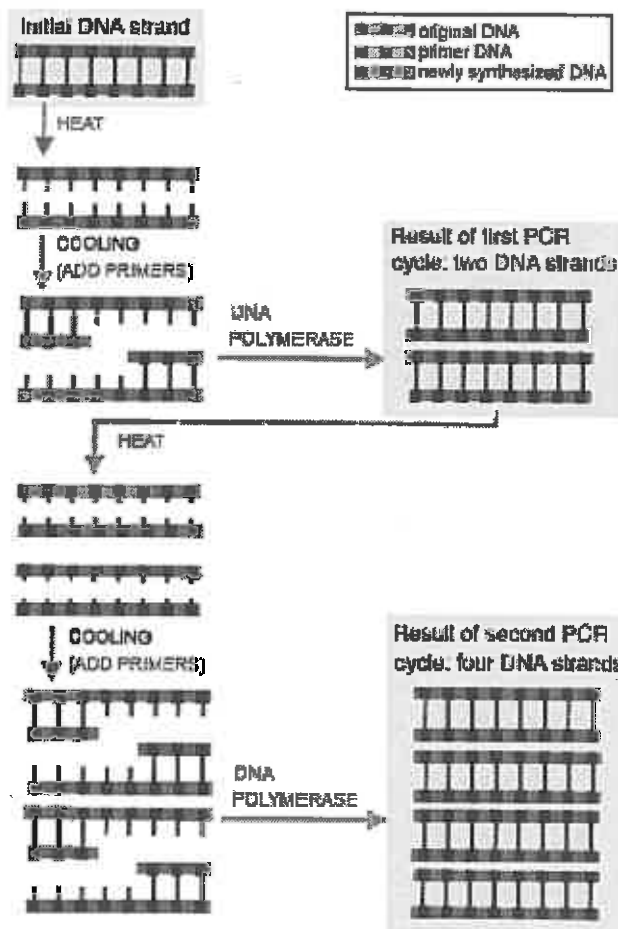 Initial DNA strand
original DNA
primer DNA
newly synthesized DNA
HEAT
COOLING
(ADD PRIMERS)
DNA
POLYMERASE
Result of first PCR
cycle: two DNA strands
HEAT
COOLING
(ADD PRIMERS)
DNA
POLYMERASE
Result of second PCR
cycle: four DNA strands